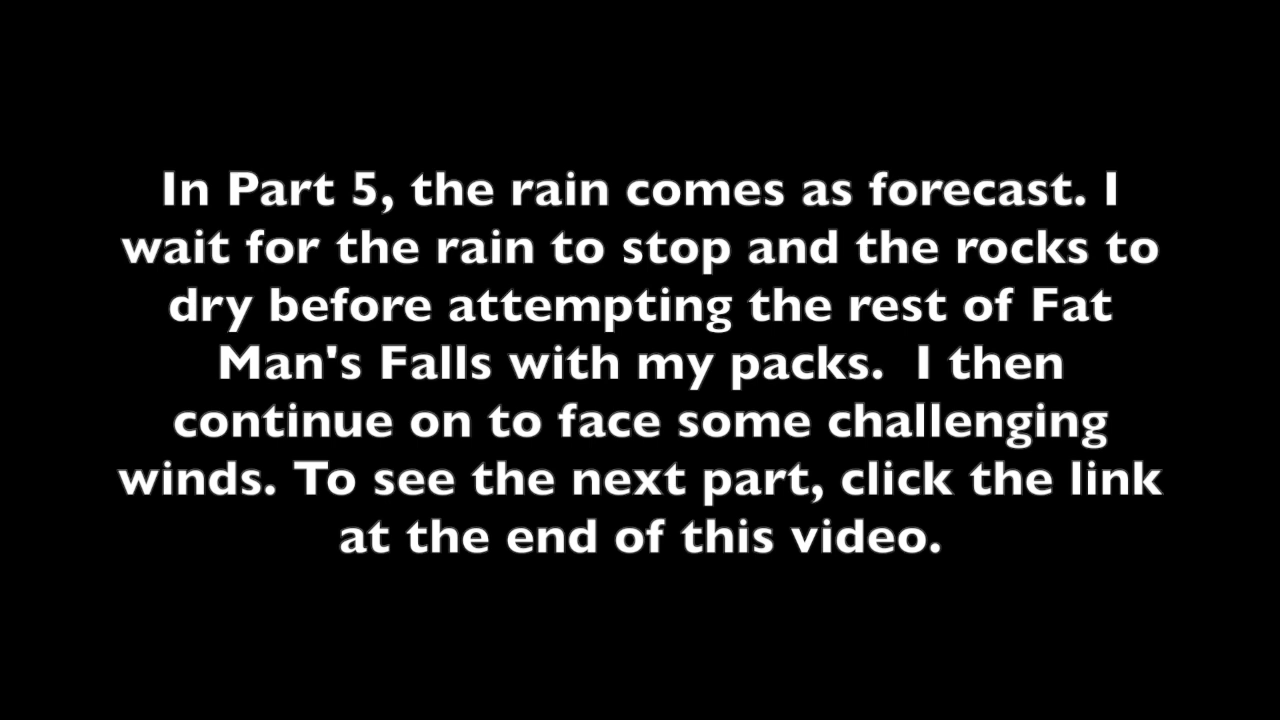 In Part 5, the rain comes as forecast. I
wait for the rain to stop and the rocks to
dry before attempting the rest of Fat
Man's Falls with my packs.  I then
continue on to face some challenging
winds. To see the next part, click the link
at the end of this video.